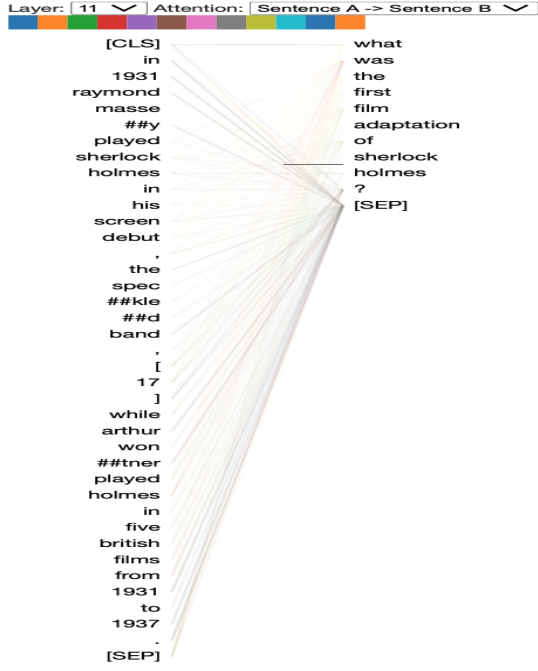 Layer: 11 Attention: Sentence A -> Sentence B
[CLS] what
in was
1931 the
raymond first
masse film
##y adaptation
played of
sherlock sherlock
holmes holmes
in ?
his [SEP]
screen
debut
,
the
spec
##kle
##d
band
,
[
17
]
while
arthur
won
##tner
played
holmes
in
five
british
films
from
1931
to
1937
.
[SEP]